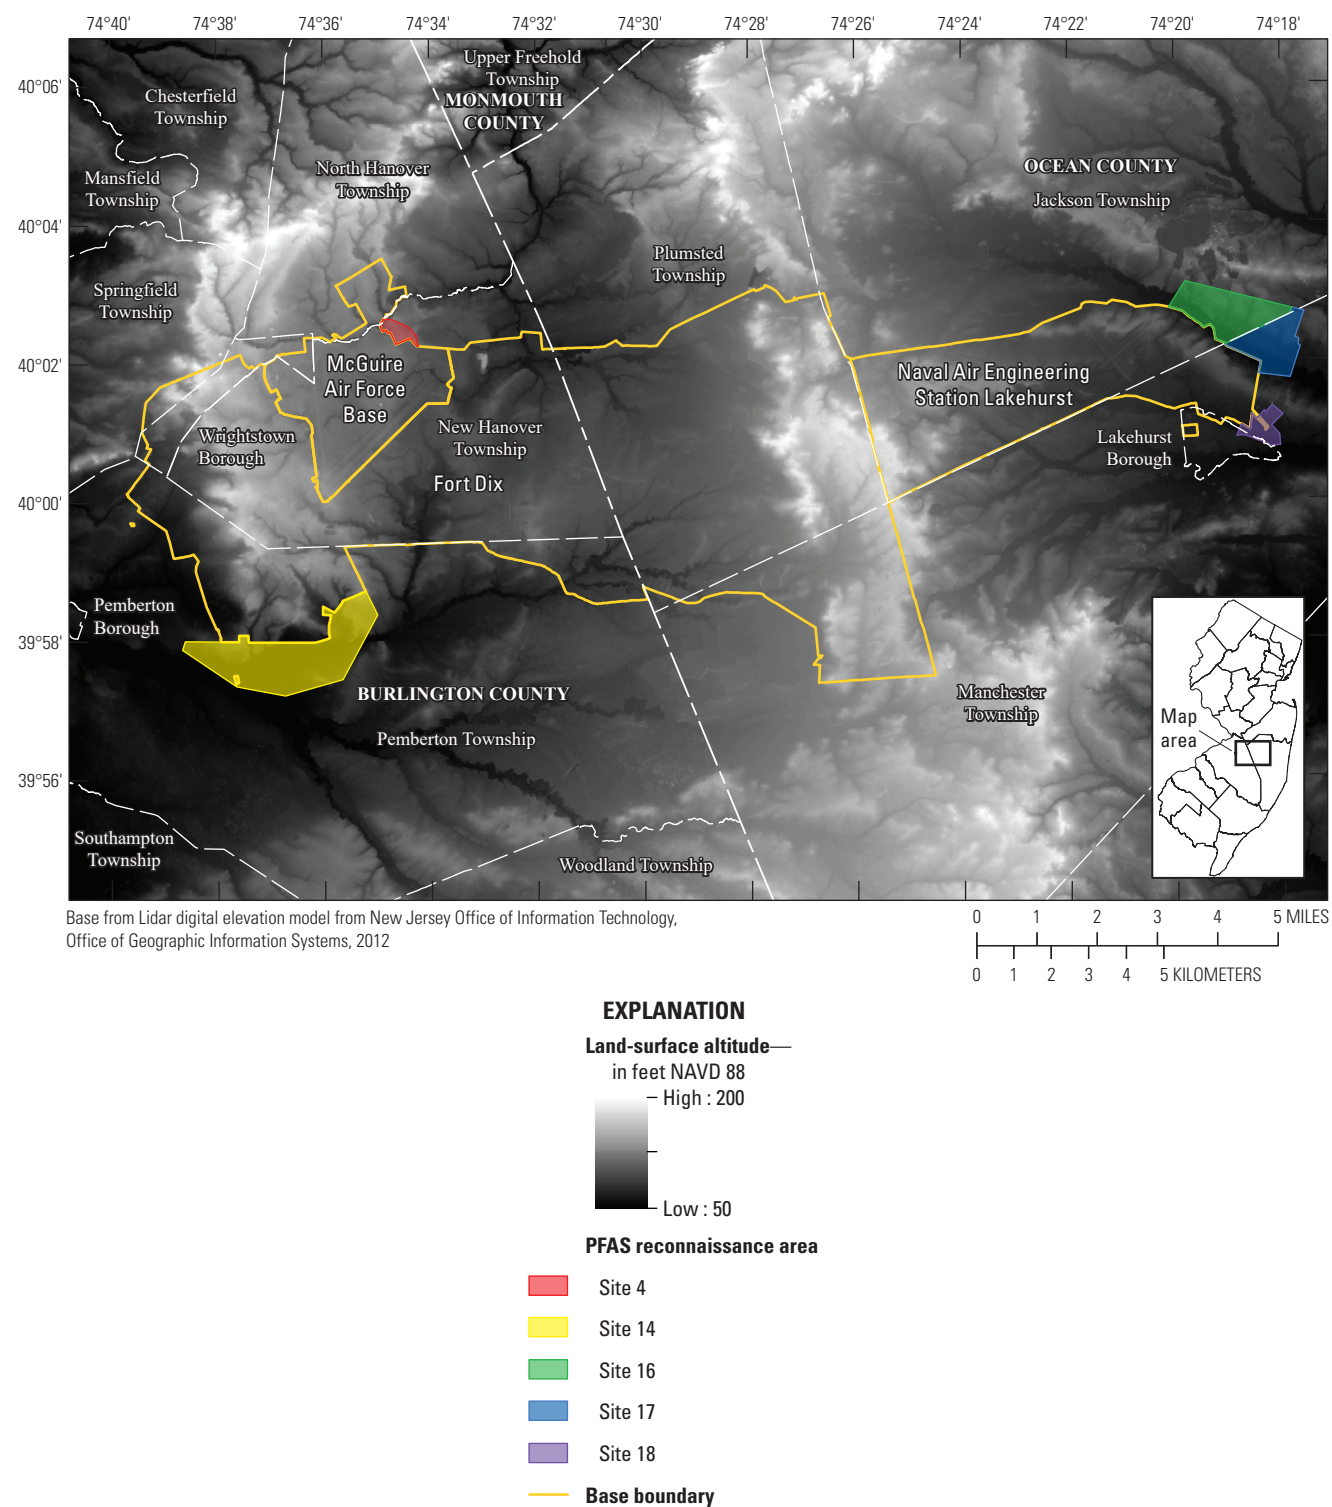 74°38' 74°36' 74°34' 74°32' 74°30' 74°28' 74°26' 74°24' 74°22' 74°20' 74°18'
40°06'
40°04'
40°02'
40°00'
39°58'
39°56'
Upper Freehold
Township
MONMOUTH
COUNTY
Chesterfield
Township
Mansfield
Township
North Hanover
Township
OCEAN COUNTY
Jackson Township
Springfield
Township
Plumsted
Township
McGuire
Air Force
Base
Naval Air Engineering
Station Lakehurst
Wrightstown
Borough
New Hanover
Township
Fort Dix
Lakehurst
Borough
Pemberton
Borough
BURLINGTON COUNTY
Pemberton Township
Manchester
Township
Map
area
Southampton
Township
Woodland Township
Base from Lidar digital elevation model from New Jersey Office of Information Technology,
Office of Geographic Information Systems, 2012
0 1 2 3 4 5 MILES
0 1 2 3 4 5 KILOMETERS
EXPLANATION
Land-surface altitude—
in feet NAVD 88
High : 200
Low : 50
PFAS reconnaissance area
Site 4
Site 14
Site 16
Site 17
Site 18
Base boundary